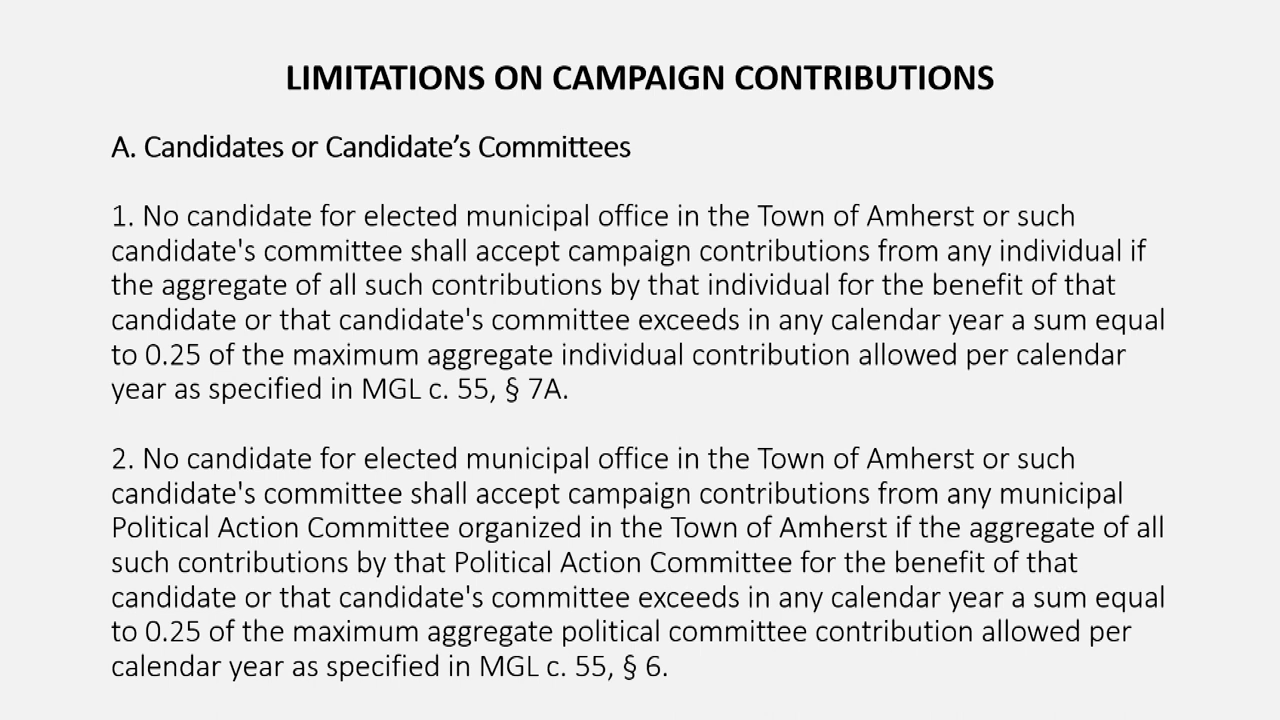 LIMITATIONS ON CAMPAIGN CONTRIBUTIONS
A. Candidates or Candidate’s Committees
1. No candidate for elected municipal office in the Town of Amherst or such
candidate's committee shall accept campaign contributions from any individual if
the aggregate of all such contributions by that individual for the benefit of that
candidate or that candidate's committee exceeds in any calendar year a sum equal
to 0.25 of the maximum aggregate individual contribution allowed per calendar
year as specified in MGL c. 55, § 7A.
2. No candidate for elected municipal office in the Town of Amherst or such
candidate's committee shall accept campaign contributions from any municipal
Political Action Committee organized in the Town of Amherst if the aggregate of all
such contributions by that Political Action Committee for the benefit of that
candidate or that candidate's committee exceeds in any calendar year a sum equal
to 0.25 of the maximum aggregate political committee contribution allowed per
calendar year as specified in MGL c. 55, § 6.